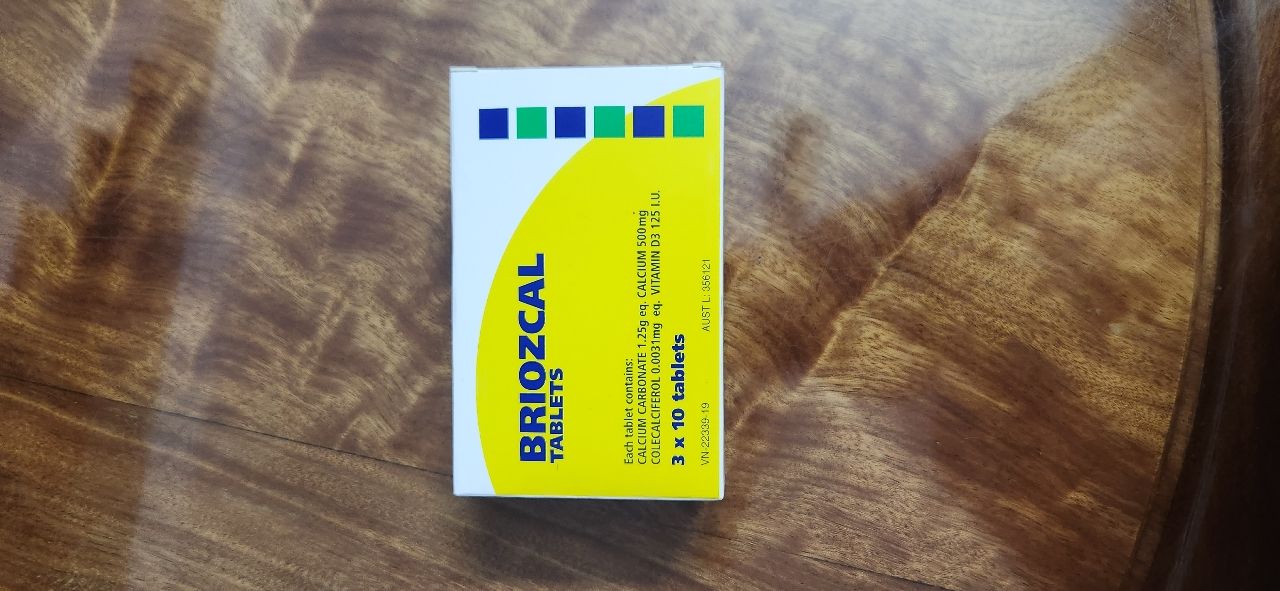 BRIOZCAL
TABLETS
Each tablet contains:
CALCIUM CARBONATE 1.25g eq. CALCIUM 500mg
COLECALCIFEROL 0.0031mg eq. VITAMIN D3 125 I.U.
3 x 10 tablets
VN-22339-19 AUST L: 356121